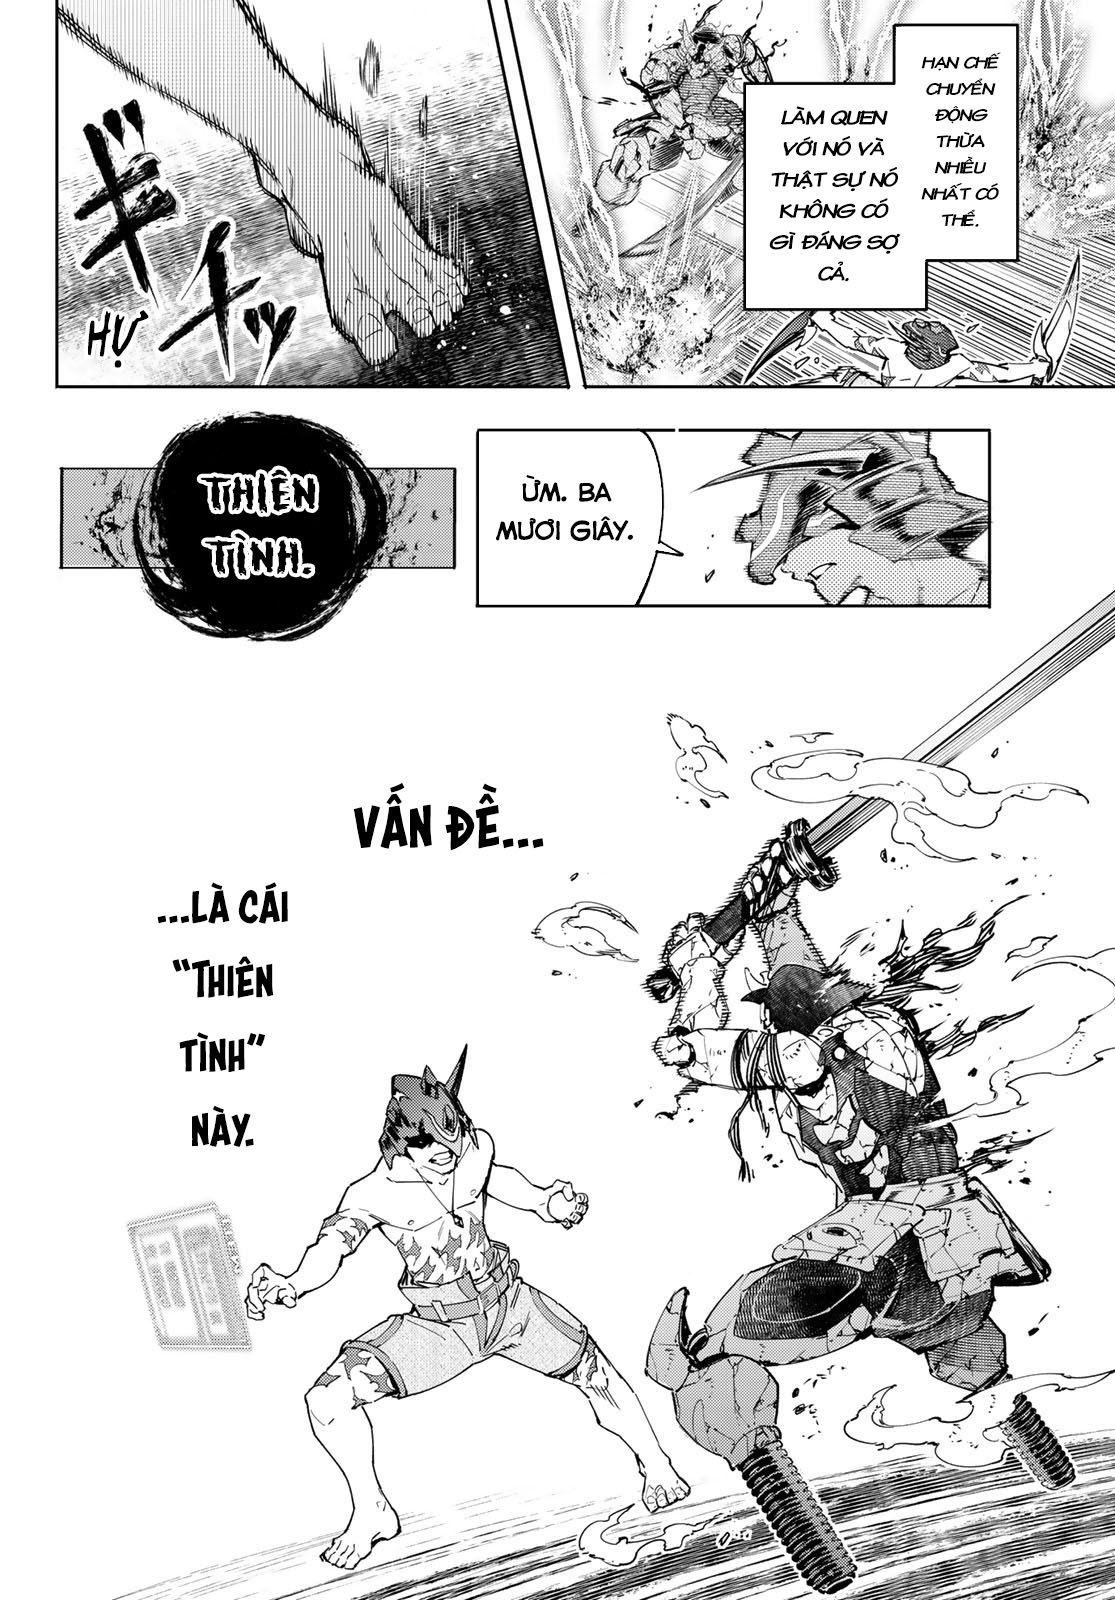 HẠN CHẾ
CHUYỂN
ĐỘNG
THỪA
NHIỀU
NHẤT CÓ
THỂ.
LÀM QUEN
VỚI NÓ VÀ
THẬT SỰ NÓ
KHÔNG CÓ
GÌ ĐÁNG SỢ
CẢ.
ギイッ
HỰ
ỪM. BA
MƯƠI GIÂY.
THIÊN
TÌNH.
VẤN ĐỀ...
...LÀ CÁI
“THIÊN
TÌNH”
NÀY.